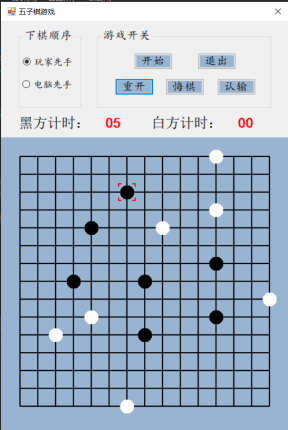 五子棋游戏
下棋顺序
玩家先手
电脑先手
游戏开关
开始 退出
重开 悔棋 认输
黑方计时： 05 白方计时： 00